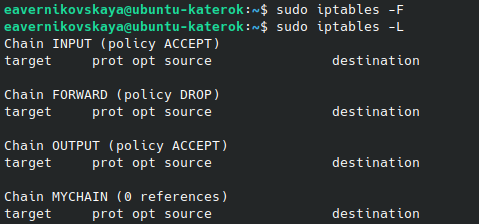 eavernikovskaya@ubuntu-katerok:~$ sudo iptables -F
eavernikovskaya@ubuntu-katerok:~$ sudo iptables -L
Chain INPUT (policy ACCEPT)
target     prot opt source               destination

Chain FORWARD (policy DROP)
target     prot opt source               destination

Chain OUTPUT (policy ACCEPT)
target     prot opt source               destination

Chain MYCHAIN (0 references)
target     prot opt source               destination